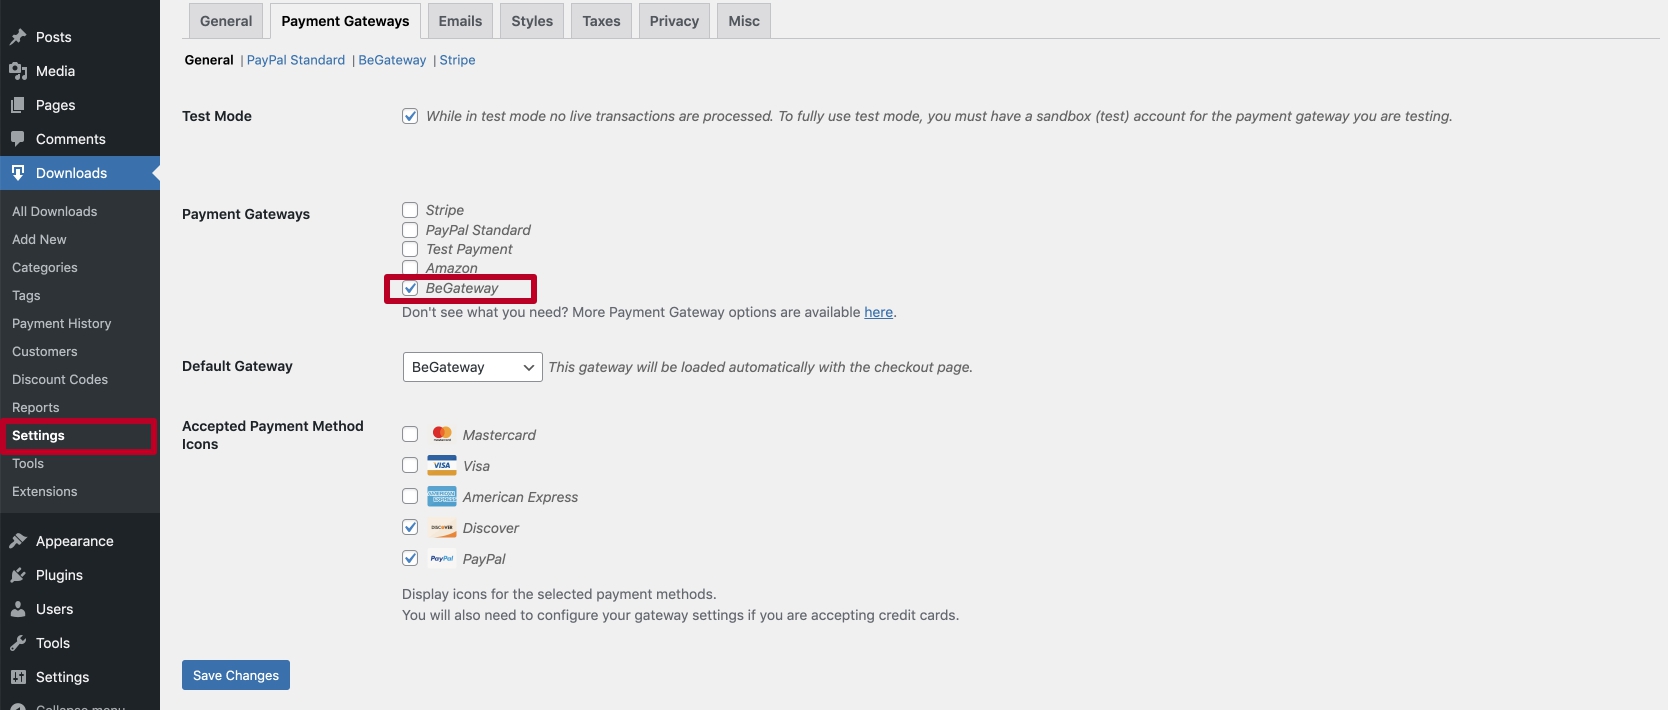 Posts
Media
Pages
Comments
Downloads
All Downloads
Add New
Categories
Tags
Payment History
Customers
Discount Codes
Reports
Settings
Tools
Extensions
Appearance
Plugins
Users
Tools
Settings
Collapse menu
General Payment Gateways Emails Styles Taxes Privacy Misc
General | PayPal Standard | BeGateway | Stripe
Test Mode While in test mode no live transactions are processed. To fully use test mode, you must have a sandbox (test) account for the payment gateway you are testing.
Payment Gateways Stripe
PayPal Standard
Test Payment
Amazon
BeGateway
Don't see what you need? More Payment Gateway options are available here.
Default Gateway BeGateway This gateway will be loaded automatically with the checkout page.
Accepted Payment Method
Icons
Mastercard
VISA Visa
AMERICAN EXPRESS American Express
DISCOVER Discover
PayPal PayPal
Display icons for the selected payment methods.
You will also need to configure your gateway settings if you are accepting credit cards.
Save Changes